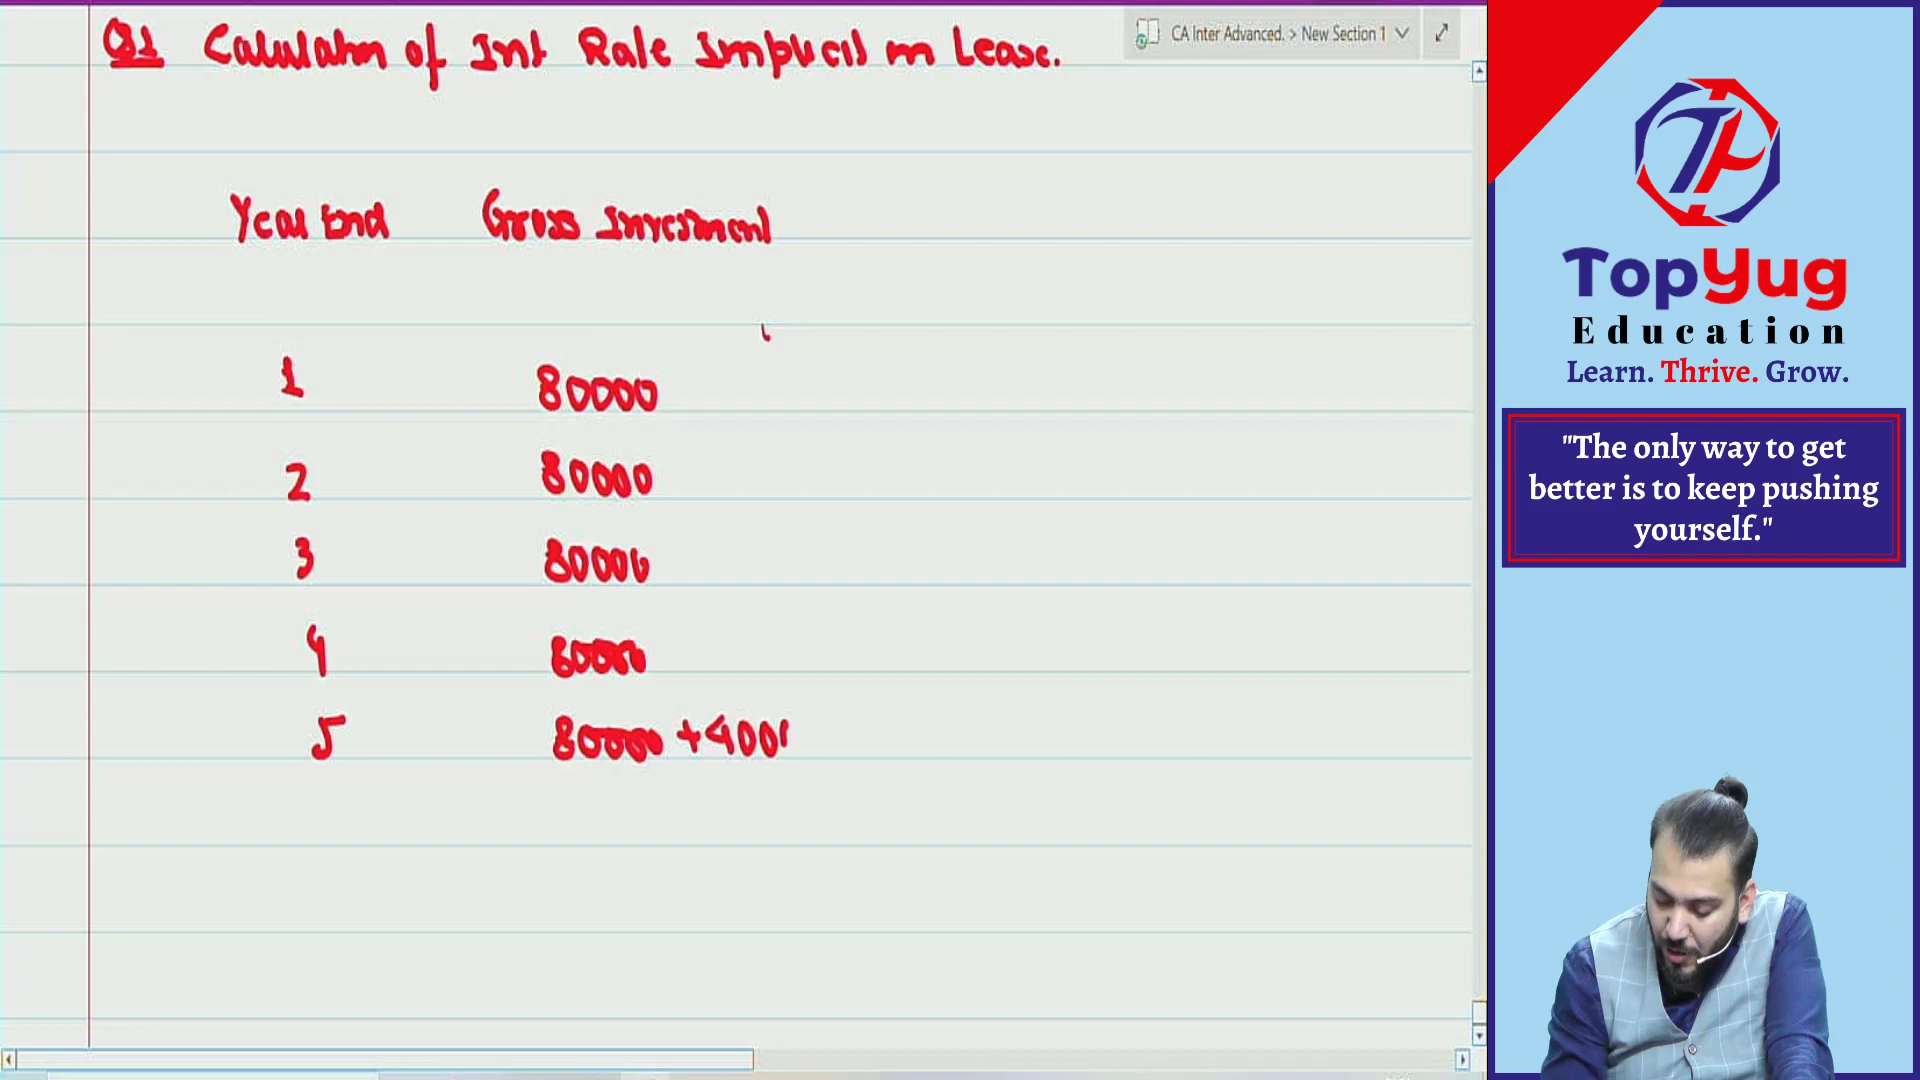 Q1 Calculation of Int Rate Implicit in Lease.
CA Inter Advanced. > New Section 1
Year End Gross Investment
1 80000
2 80000
3 80000
4 80000
5 80000 + 400
TopYug
Education
Learn. Thrive. Grow.
"The only way to get
better is to keep pushing
yourself."